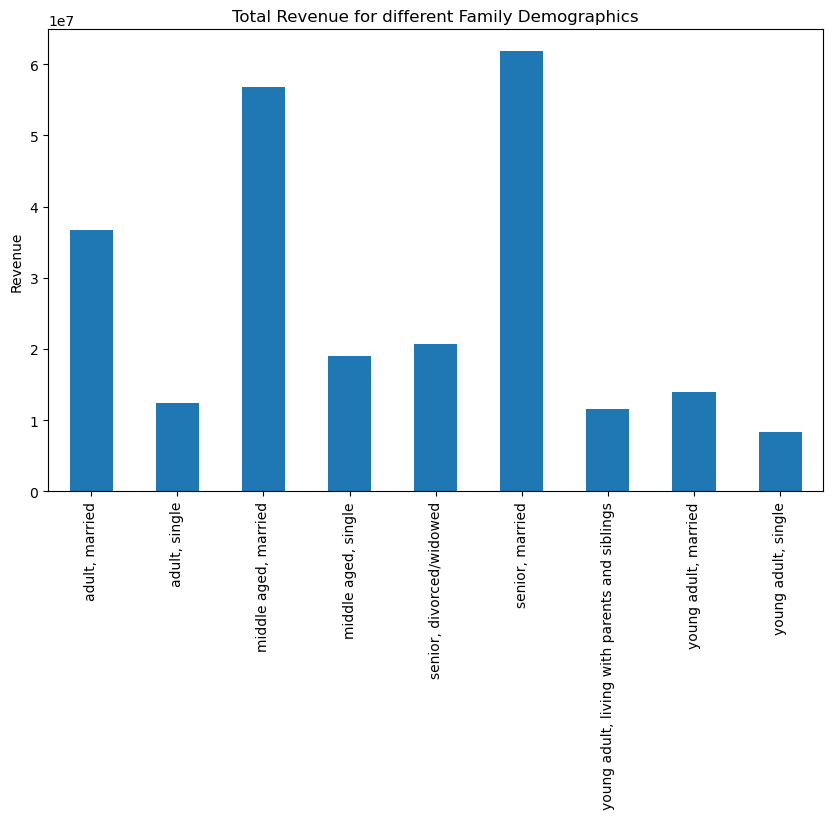 Total Revenue for different Family Demographics
1e7
6
5
4
3
2
1
0
Revenue
adult, married
adult, single
middle aged, married
middle aged, single
senior, divorced/widowed
senior, married
young adult, living with parents and siblings
young adult, married
young adult, single